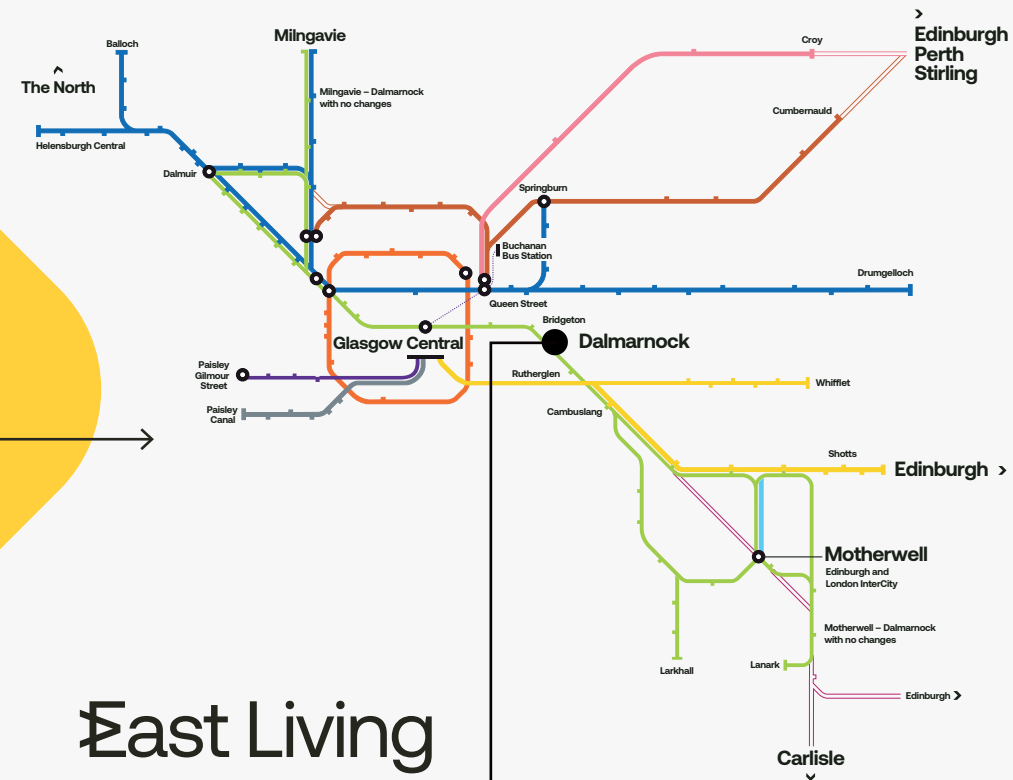 Balloch
The North
Helensburgh Central
Milngavie
Milngavie – Dalmarnock
with no changes
Dalmuir
Croy
Edinburgh
Perth
Stirling
Cumbernauld
Springburn
Buchanan
Bus Station
Drumgelloch
Queen Street
Bridgeton
Glasgow Central
Dalmarnock
Paisley
Gilmour
Street
Rutherglen
Whifflet
Paisley
Canal
Cambuslang
Shotts
Edinburgh
Motherwell
Edinburgh and
London InterCity
Motherwell – Dalmarnock
with no changes
Larkhall
Lanark
Edinburgh
Carlisle
East Living